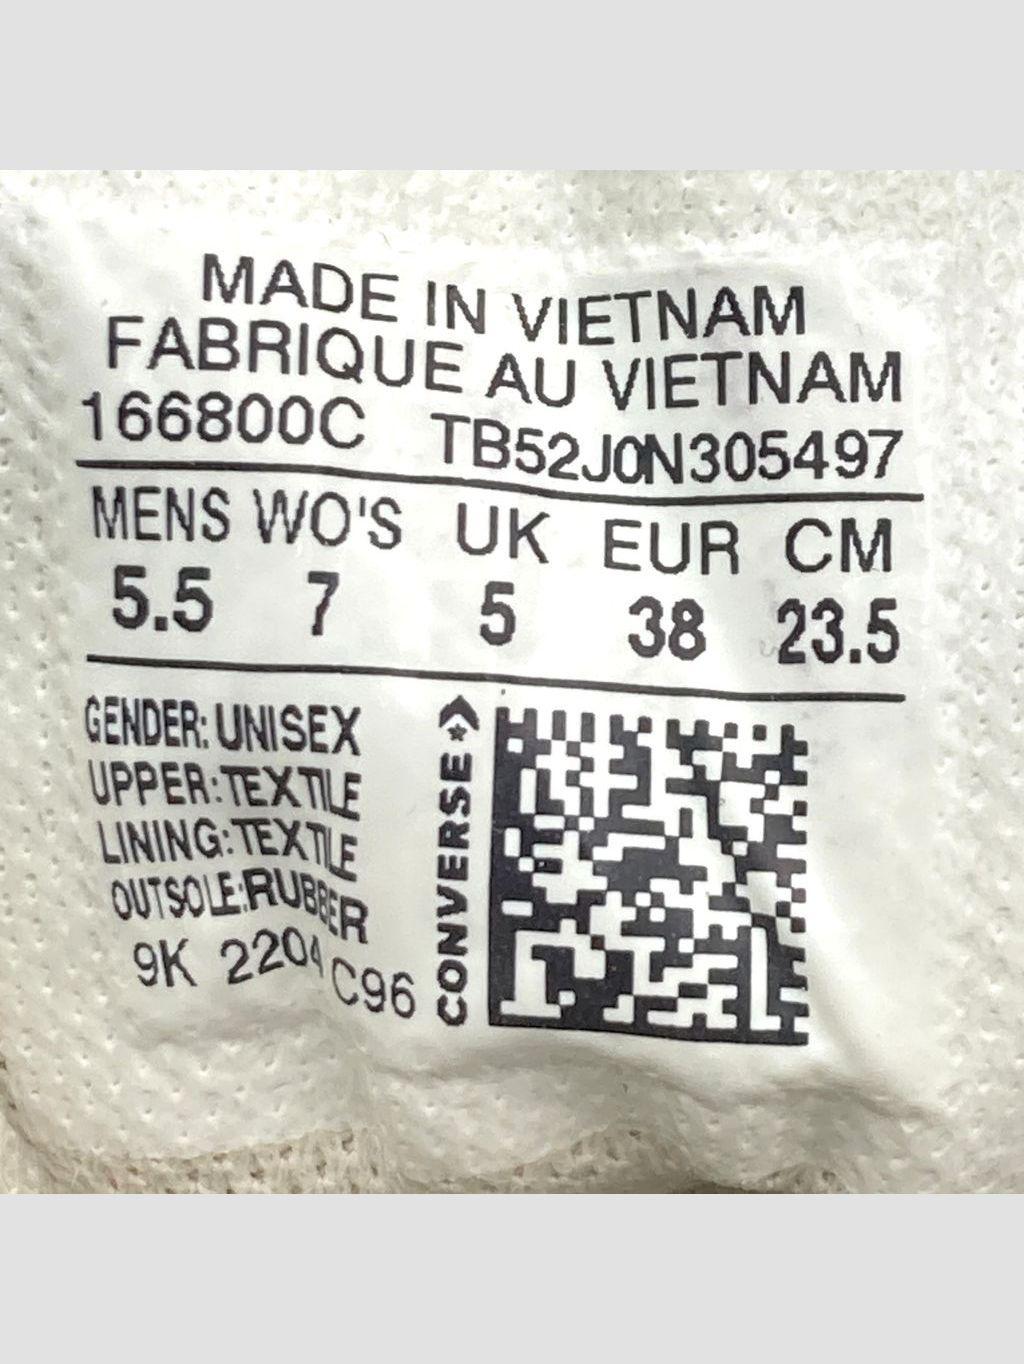 MADE IN VIETNAM
FABRIQUE AU VIETNAM
166800C TB52J0N305497
MENS WO'S UK EUR CM
5.5 7 5 38 23.5
GENDER: UNISEX
UPPER:TEXTILE
LINING:TEXTILE
OUTSOLE:RUBBER
9K 2204 C96
CONVERSE